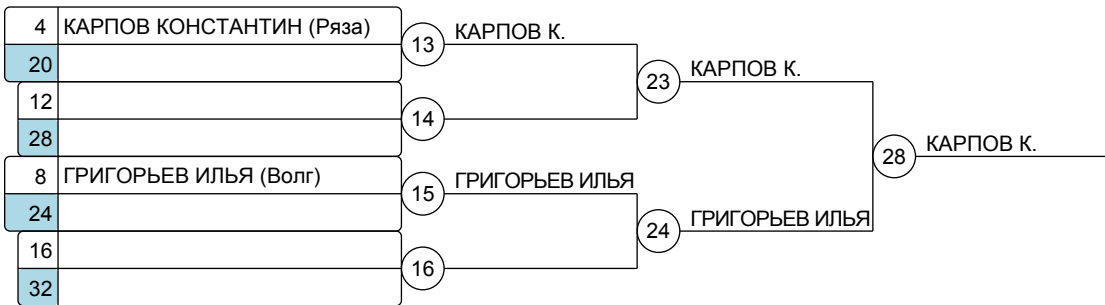 4 КАРПОВ КОНСТАНТИН (Ряза)
13 КАРПОВ К.
20
23 КАРПОВ К.
12
14
28
28 КАРПОВ К.
8 ГРИГОРЬЕВ ИЛЬЯ (Волг)
15 ГРИГОРЬЕВ ИЛЬЯ
24
24 ГРИГОРЬЕВ ИЛЬЯ
16
16
32